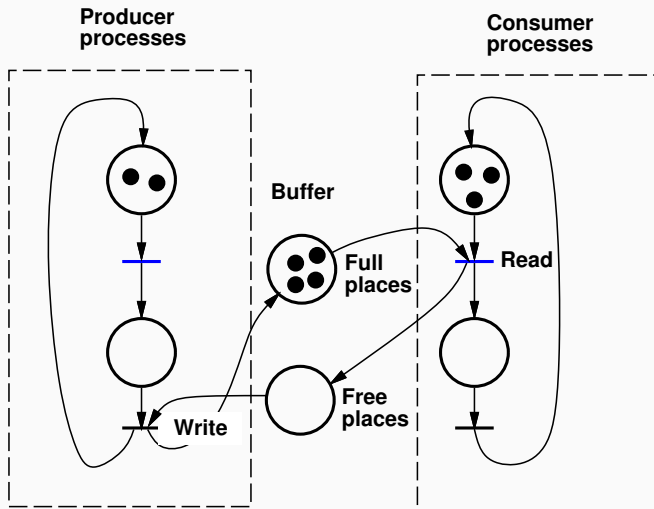 Producer
processes
Consumer
processes
Buffer
Full
places
Read
Free
places
Write